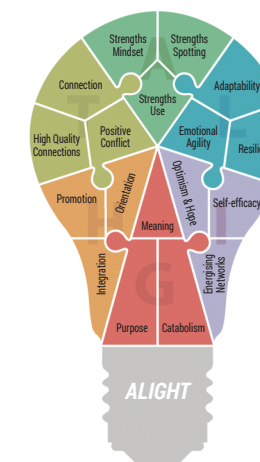 Strengths
Mindset
Strengths
Spotting
A
Connection
Adaptability
Strengths
Use
T
L
High Quality
Connections
Positive
Conflict
Emotional
Agility
Resili
Promotion
Orientation
Optimism & Hope
Self-efficacy
Meaning
H
I
Integration
G
Energising
Networks
Purpose
Catabolism
ALIGHT